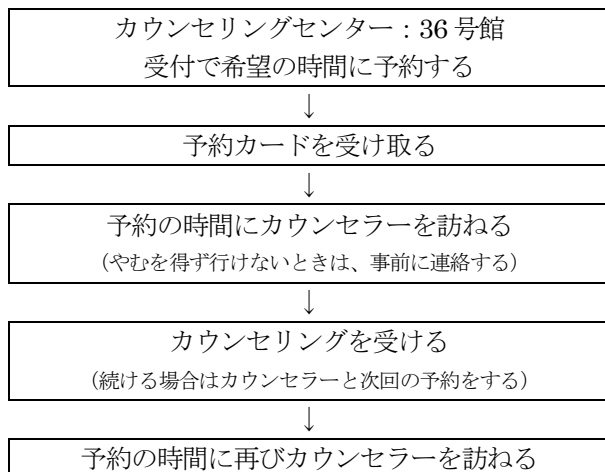 カウンセリングセンター：36 号館
受付で希望の時間に予約する
↓
予約カードを受け取る
↓
予約の時間にカウンセラーを訪ねる
（やむを得ず行けないときは、事前に連絡する）
↓
カウンセリングを受ける
（続ける場合はカウンセラーと次回の予約をする）
↓
予約の時間に再びカウンセラーを訪ねる